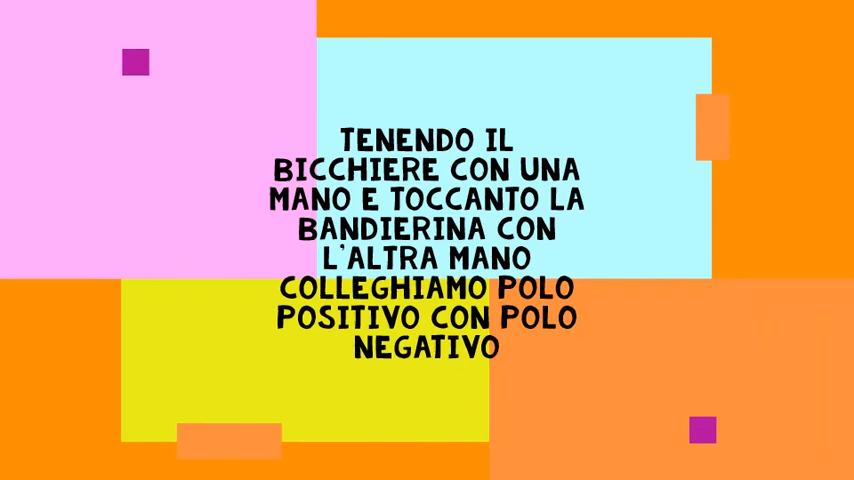 TENENDO IL
BICCHIERE CON UNA
MANO E TOCCANTO LA
BANDIERINA CON
L'ALTRA MANO
COLLEGHIAMO POLO
POSITIVO CON POLO
NEGATIVO